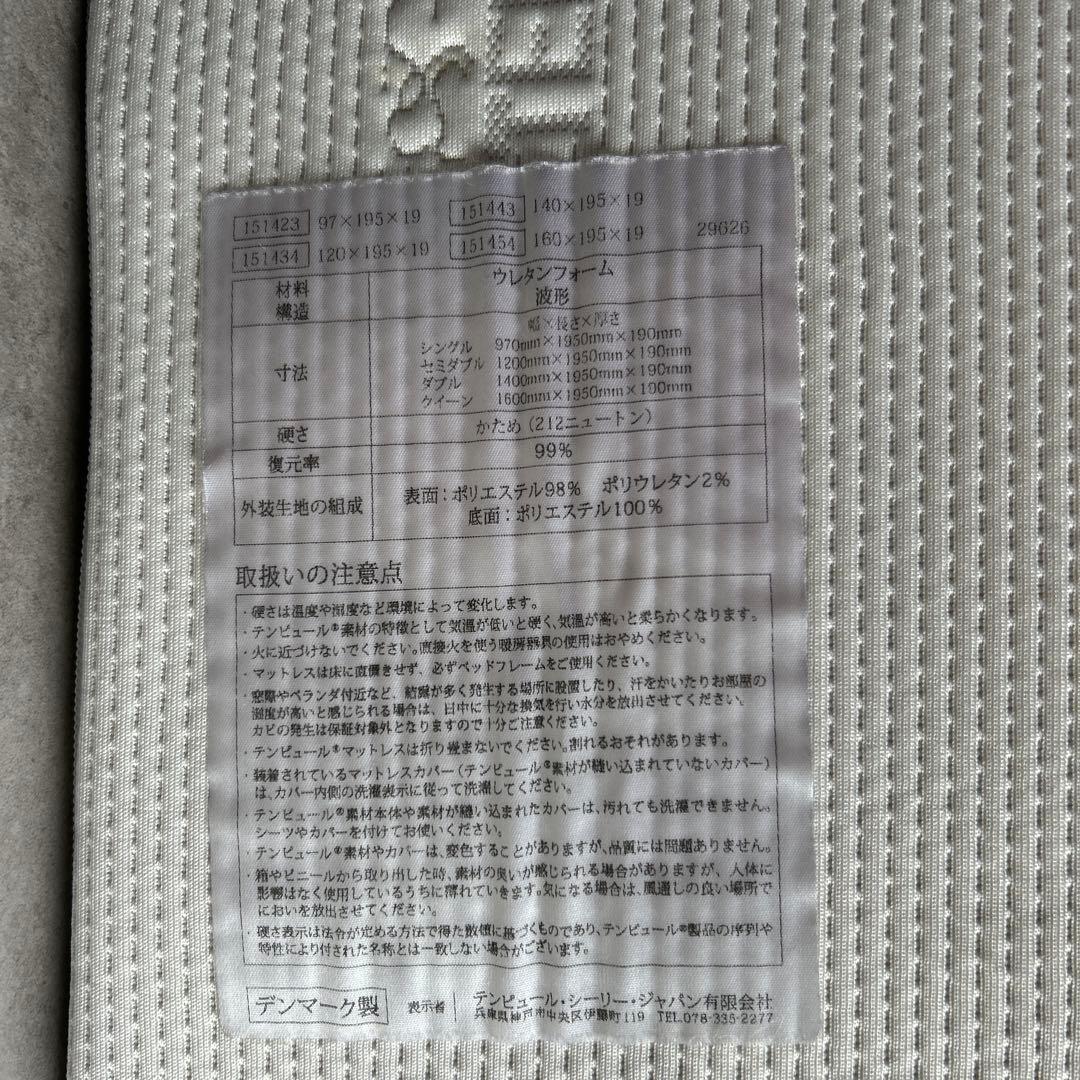 151423 97×195×19 151443 140×195×19
151434 120×195×19 151454 160×195×19 29626
材料 ウレタンフォーム
構造 波形
幅×長さ×厚さ
寸法
シングル 970mm×1950mm×190mm
セミダブル 1200mm×1950mm×190mm
ダブル 1400mm×1950mm×190mm
クイーン 1600mm×1950mm×190mm
硬さ かため（212ニュートン）
復元率 99%
外装生地の組成 表面：ポリエステル98% ポリウレタン2%
底面：ポリエステル100%
取扱いの注意点
・硬さは温度や湿度など環境によって変化します。
・テンピュール®素材の特徴として気温が低いと硬く、気温が高いと柔らかくなります。
・火に近づけないでください。直接火を使う暖房器具の使用はおやめください。
・マットレスは床に直置きせず、必ずベッドフレームをご使用ください。
・窓際やベランダ付近など、結露が多く発生する場所に設置したり、汗をかいたりお部屋の
湿度が高いと感じられる場合は、日中に十分な換気を行い水分を放出させてください。
カビの発生は保証対象外となりますので十分ご注意ください。
・テンピュール®マットレスは折り畳まないでください。割れるおそれがあります。
・装着されているマットレスカバー（テンピュール®素材が縫い込まれていないカバー）
は、カバー内側の洗濯表示に従って洗濯してください。
・テンピュール®素材本体や素材が縫い込まれたカバーは、汚れても洗濯できません。
シーツやカバーを付けてお使いください。
・テンピュール®素材やカバーは、変色することがありますが、品質には問題ありません。
・箱やビニールから取り出した時、素材の臭いが感じられる場合がありますが、人体に
影響はなく使用しているうちに薄れていきます。気になる場合は、風通しの良い場所で
においを放出させてください。
・硬さ表示は法令が定める方法で得た数値に基づくものであり、テンピュール®製品の序列や
特性により付された名称とは一致しない場合がございます。
デンマーク製 表示者 テンピュール・シーリー・ジャパン有限会社
兵庫県神戸市中央区伊藤町119 TEL.078-335-2277